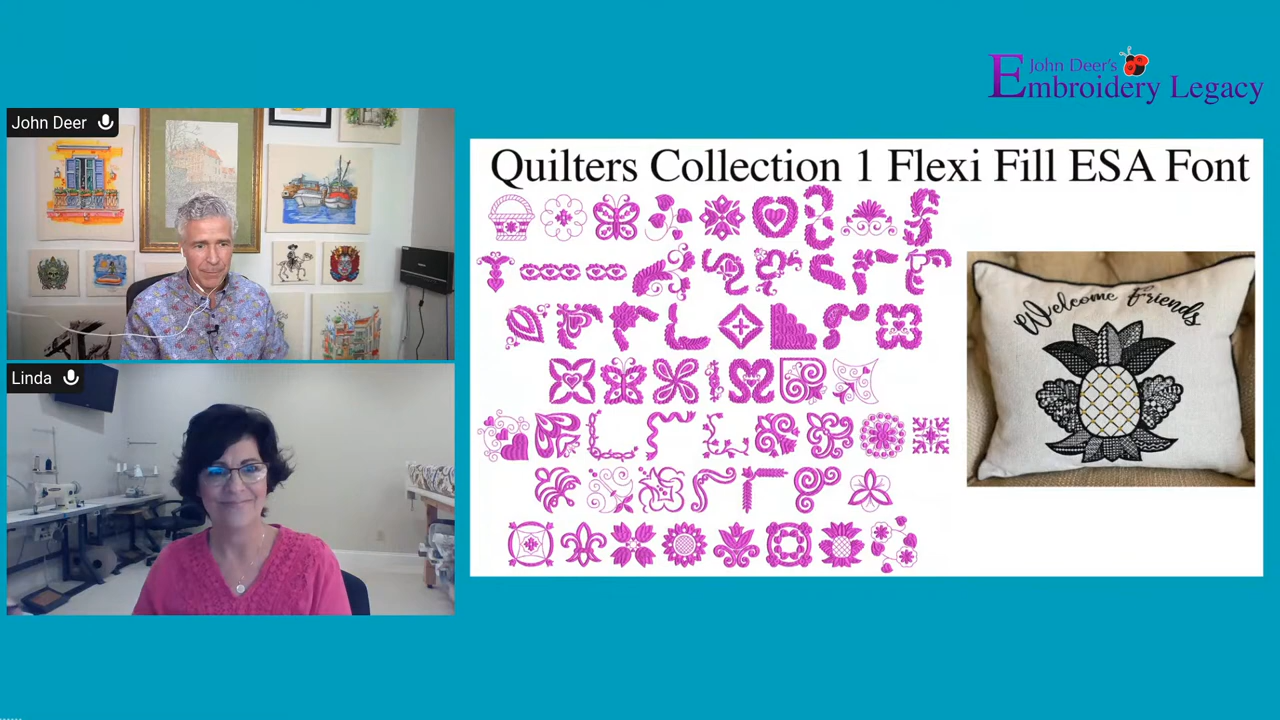 John Deer
Linda
John Deer's
Embroidery Legacy
Quilters Collection 1 Flexi Fill ESA Font
Welcome Friends